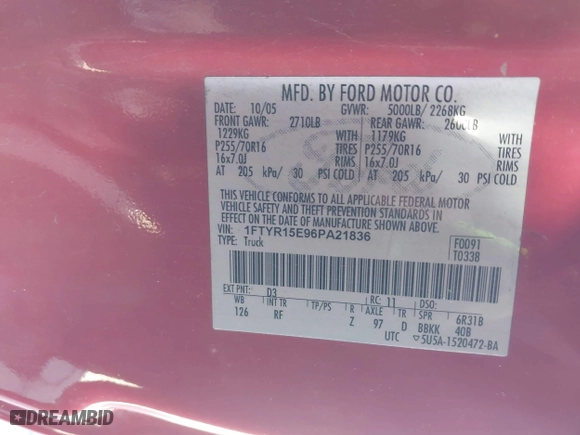 MFD. BY FORD MOTOR CO.
DATE: 10/05 GVWR: 5000LB/ 2268KG
FRONT GAWR: 2710LB REAR GAWR: 2600LB
1229KG 1179KG
P255/70R16 TIRES P255/70R16 TIRES
16x7.0J RIMS 16x7.0J RIMS
AT 205 kPa/ 30 PSI COLD AT 205 kPa/ 30 PSI COLD
THIS VEHICLE CONFORMS TO ALL APPLICABLE FEDERAL MOTOR
VEHICLE SAFETY AND THEFT PREVENTION STANDARDS IN
EFFECT ON THE DATE OF MANUFACTURE SHOWN ABOVE.
VIN: 1FTYR15E96PA21836
TYPE: Truck
F0091
T0338
EXT PNT: D3 RC: 11 DSO:
WB INT TR TP/PS R AXLE TR SPR 6R31B
126 RF Z 97 D BBKK 40B
UTC ▽5U5A-1520472-BA
DREAMBID